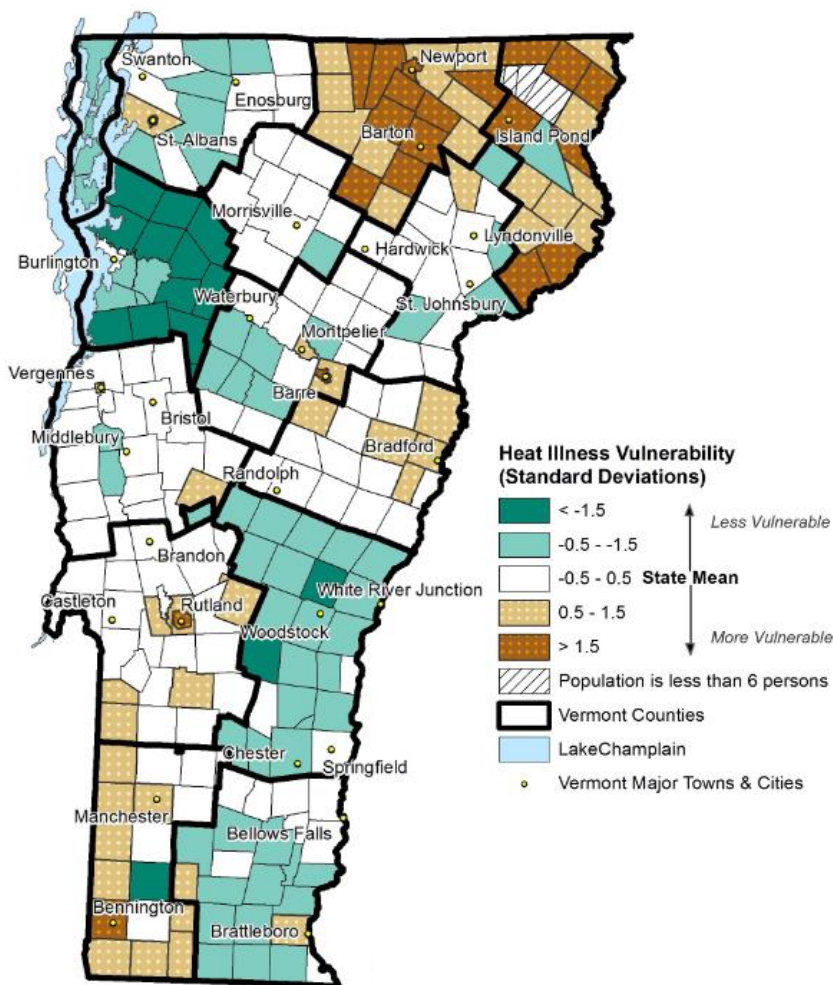 Swanton
Newport
Enosburg
St. Albans
Barton
Island Pond
Morrisville
Hardwick
Lyndonville
Burlington
Waterbury
St. Johnsbury
Montpelier
Vergennes
Barre
Bristol
Middlebury
Bradford
Randolph
Brandon
White River Junction
Castleton
Rutland
Woodstock
Chester
Springfield
Manchester
Bellows Falls
Bennington
Brattleboro
Heat Illness Vulnerability
(Standard Deviations)
< -1.5
Less Vulnerable
-0.5 - -1.5
-0.5 - 0.5 State Mean
0.5 - 1.5
> 1.5
More Vulnerable
Population is less than 6 persons
Vermont Counties
LakeChamplain
Vermont Major Towns & Cities